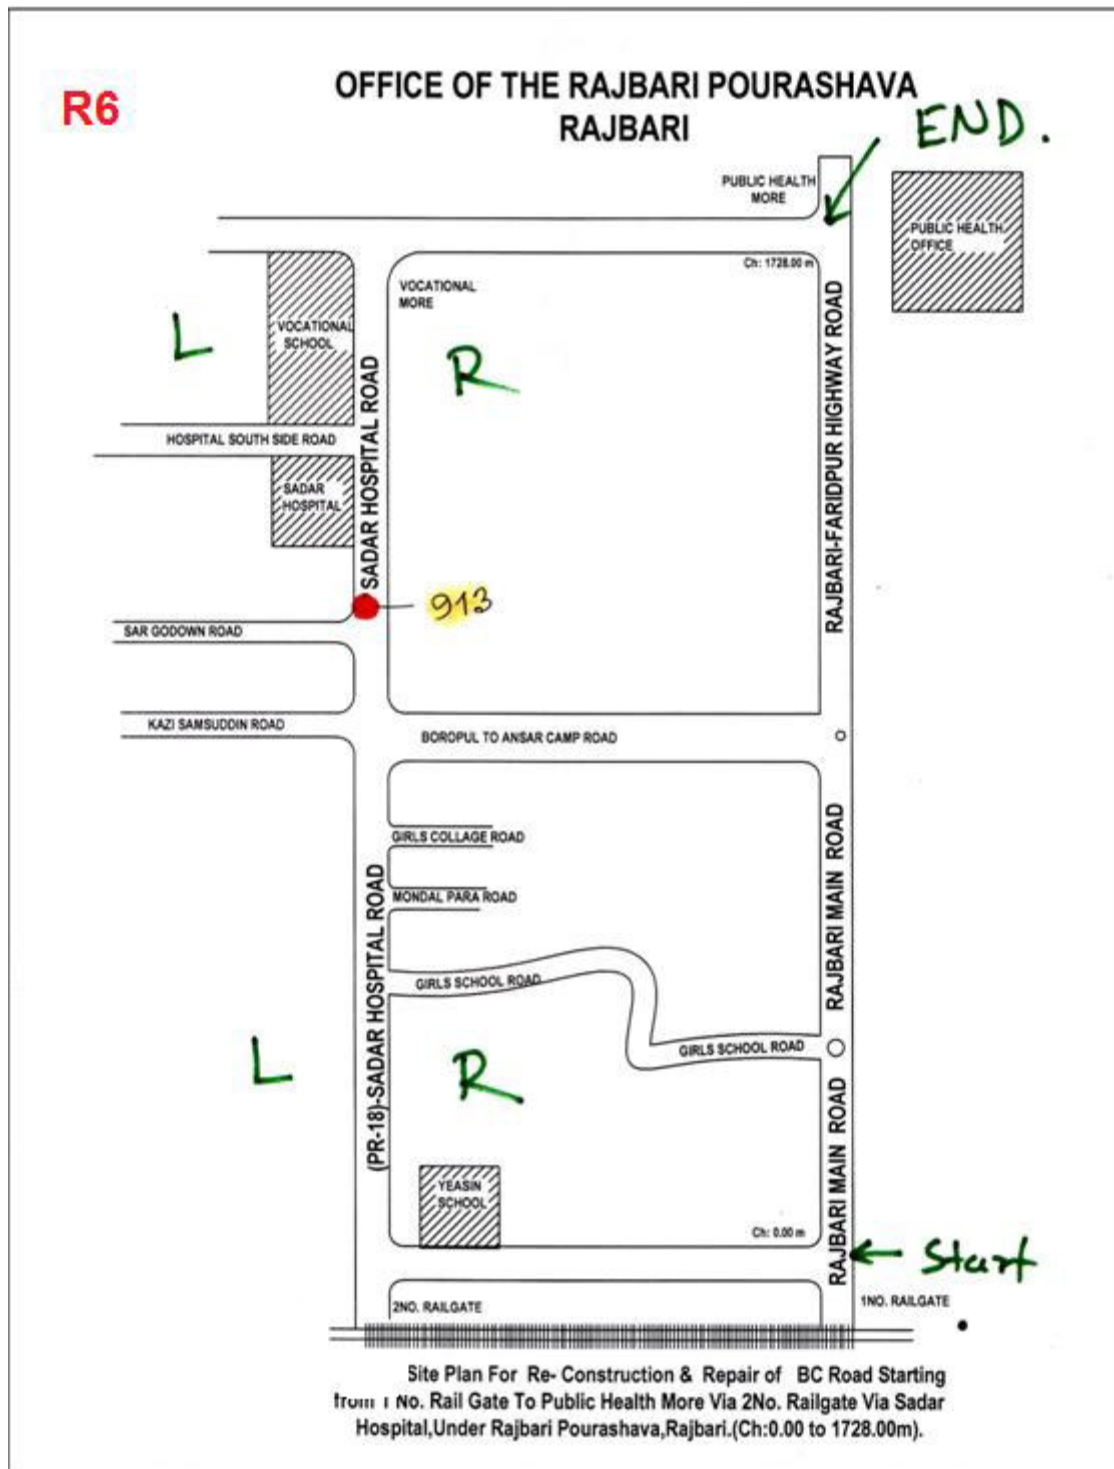 R6
OFFICE OF THE RAJBARI POURASHAVA
RAJBARI
END.
PUBLIC HEALTH
MORE
PUBLIC HEALTH
OFFICE
Ch: 1728.00 m
VOCATIONAL
MORE
L
VOCATIONAL
SCHOOL
R
SADAR HOSPITAL ROAD
RAJBARI-FARIDPUR HIGHWAY ROAD
HOSPITAL SOUTH SIDE ROAD
SADAR
HOSPITAL
913
SAR GODOWN ROAD
KAZI SAMSUDDIN ROAD
BOROPUL TO ANSAR CAMP ROAD
GIRLS COLLAGE ROAD
MONDAL PARA ROAD
(PR-18)-SADAR HOSPITAL ROAD
RAJBARI MAIN ROAD
GIRLS SCHOOL ROAD
GIRLS SCHOOL ROAD
L
R
RAJBARI MAIN ROAD
YEASIN
SCHOOL
Ch: 0.00 m
Start
2NO. RAILGATE
1NO. RAILGATE
Site Plan For Re- Construction & Repair of BC Road Starting
from 1 No. Rail Gate To Public Health More Via 2No. Railgate Via Sadar
Hospital,Under Rajbari Pourashava,Rajbari.(Ch:0.00 to 1728.00m).